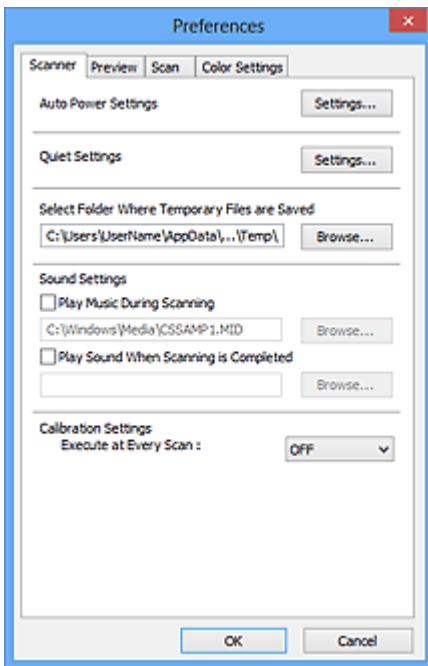 Preferences
Scanner Preview Scan Color Settings
Auto Power Settings Settings...
Quiet Settings Settings...
Select Folder Where Temporary Files are Saved
C:\Users\UserName\AppData\,...\Temp\, Browse...
Sound Settings
Play Music During Scanning
C:\Windows\Media\CSSAMP1.MID Browse...
Play Sound When Scanning is Completed
Browse...
Calibration Settings
Execute at Every Scan : OFF
OK Cancel